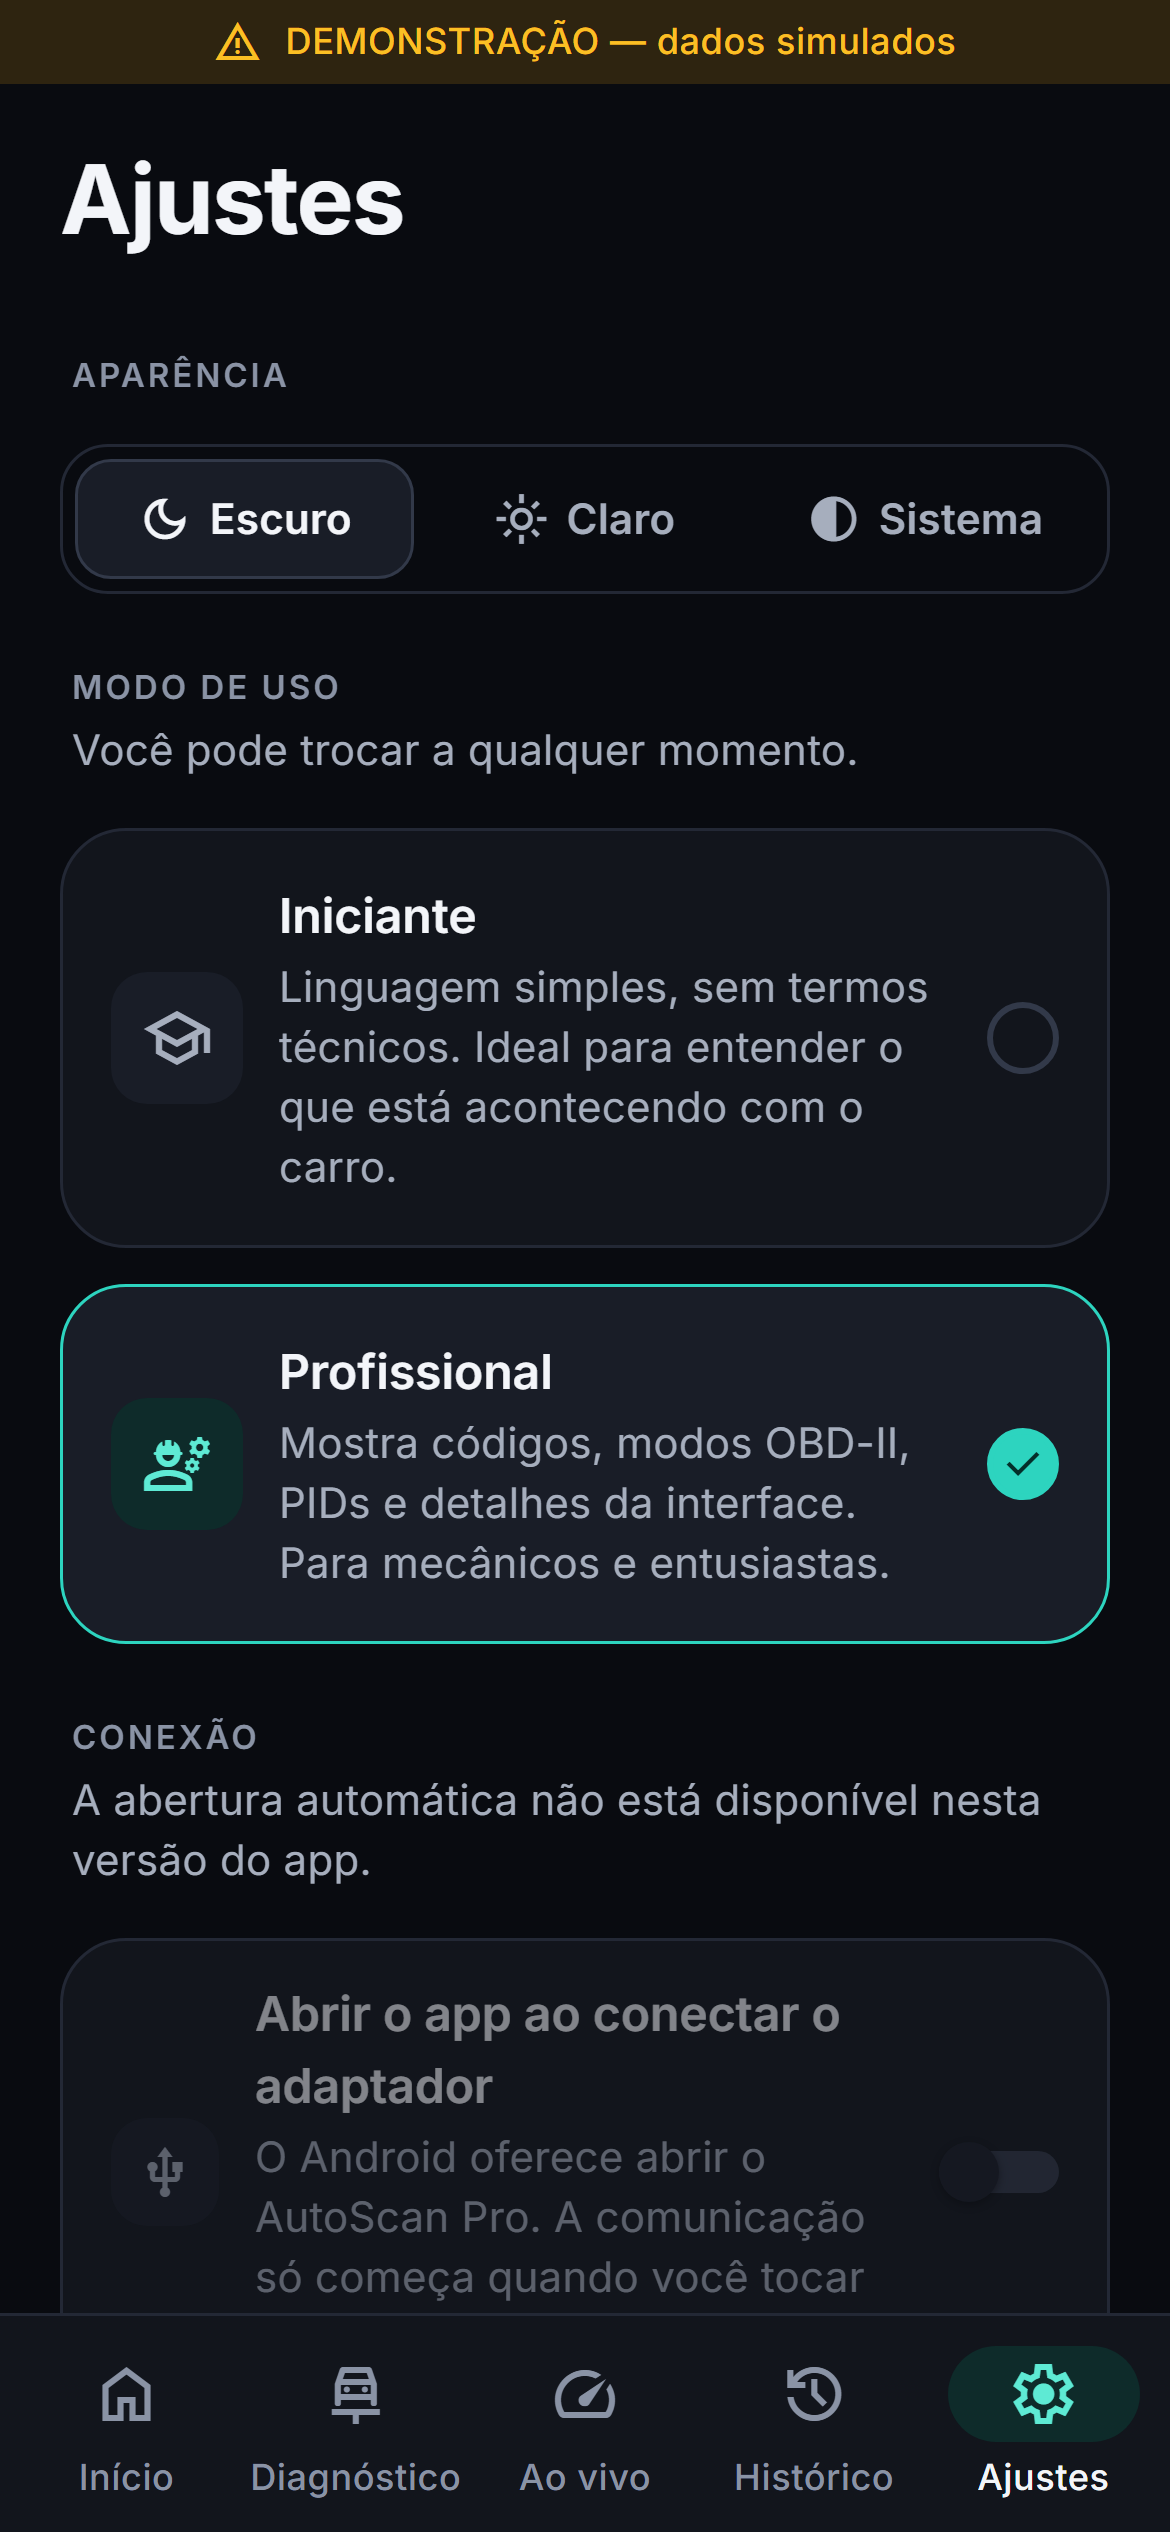 DEMONSTRAÇÃO — dados simulados
Ajustes
APARÊNCIA
Escuro
Claro
Sistema
MODO DE USO
Você pode trocar a qualquer momento.
Iniciante
Linguagem simples, sem termos
técnicos. Ideal para entender o
que está acontecendo com o
carro.
Profissional
Mostra códigos, modos OBD-II,
PIDs e detalhes da interface.
Para mecânicos e entusiastas.
CONEXÃO
A abertura automática não está disponível nesta
versão do app.
Abrir o app ao conectar o
adaptador
O Android oferece abrir o
AutoScan Pro. A comunicação
só começa quando você tocar
Início
Diagnóstico
Ao vivo
Histórico
Ajustes